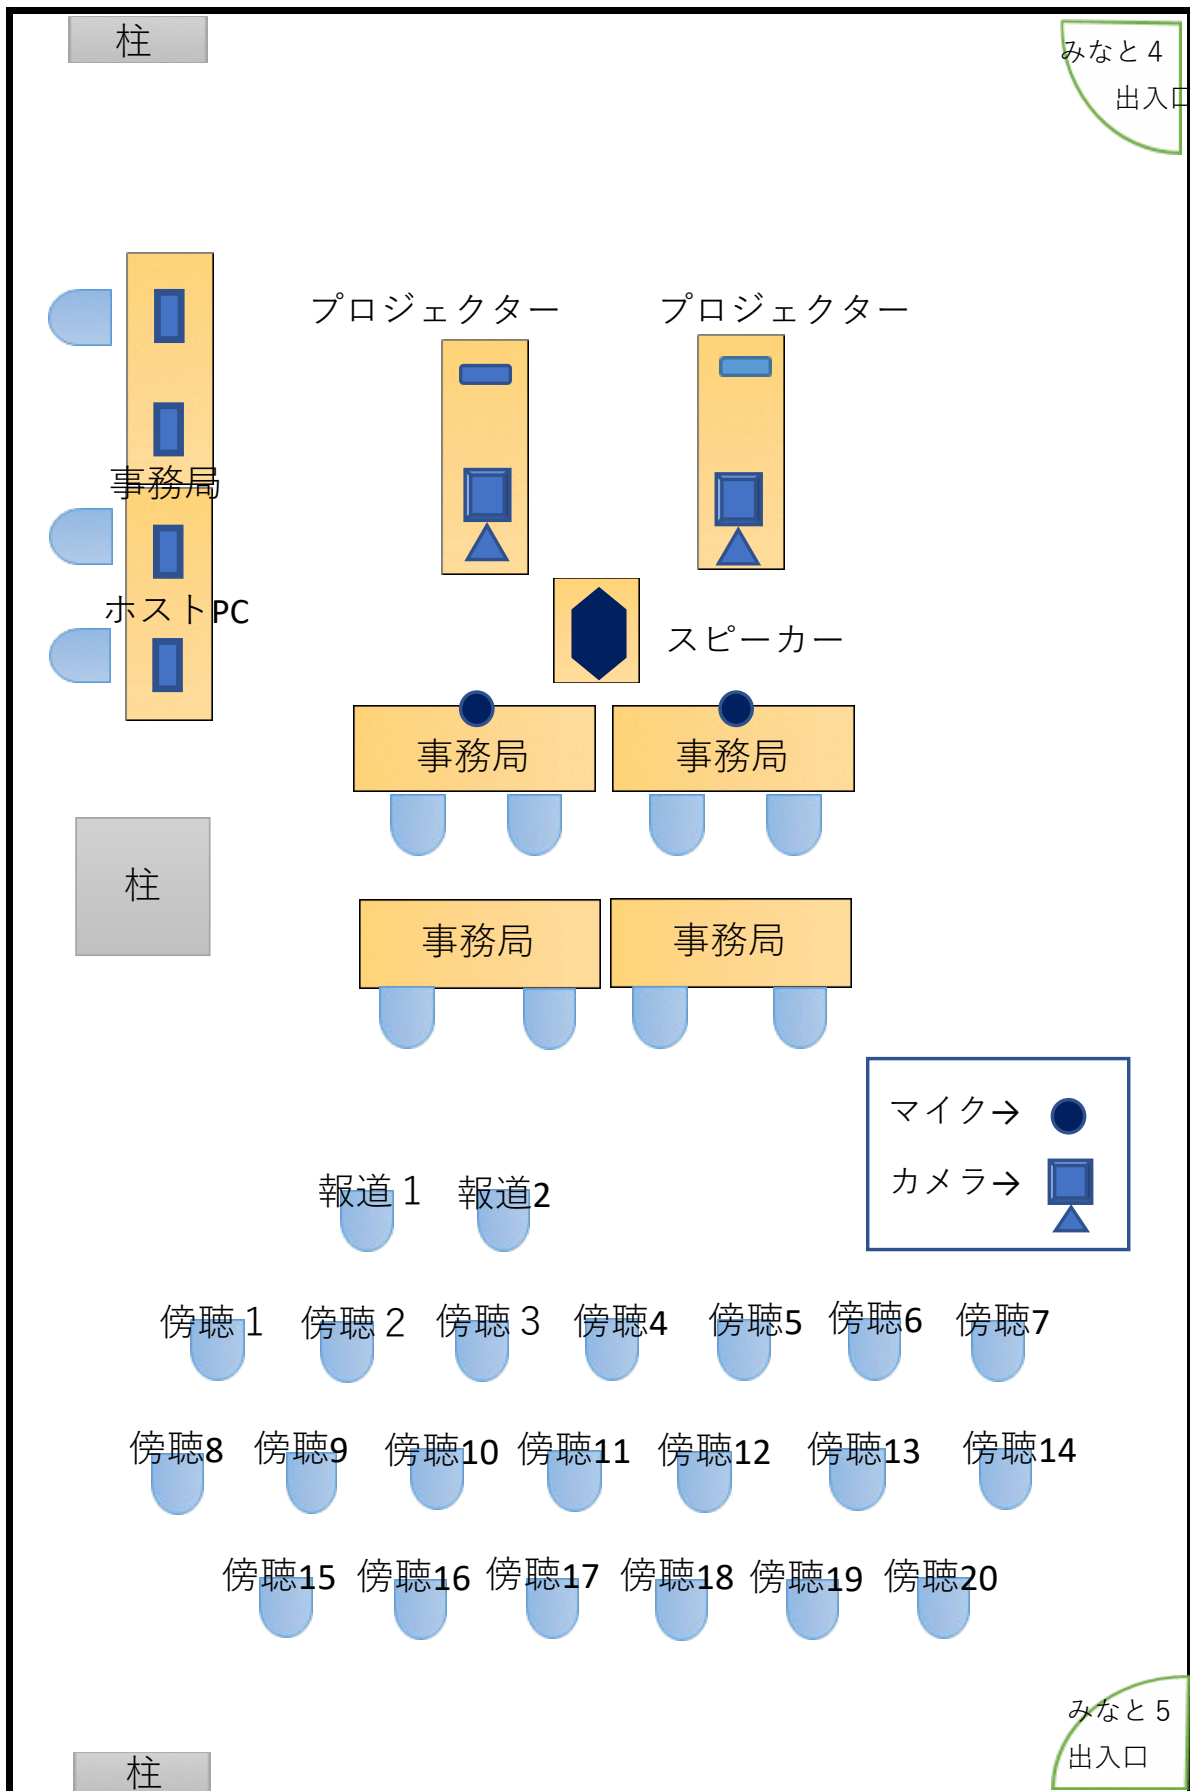 柱
みなと４
出入口
プロジェクター
プロジェクター
事務局
ホストPC
スピーカー
事務局
事務局
柱
事務局
事務局
マイク→
カメラ→
報道１
報道2
傍聴１
傍聴２
傍聴３
傍聴4
傍聴5
傍聴6
傍聴7
傍聴8
傍聴9
傍聴10
傍聴11
傍聴12
傍聴13
傍聴14
傍聴15
傍聴16
傍聴17
傍聴18
傍聴19
傍聴20
みなと５
出入口
柱